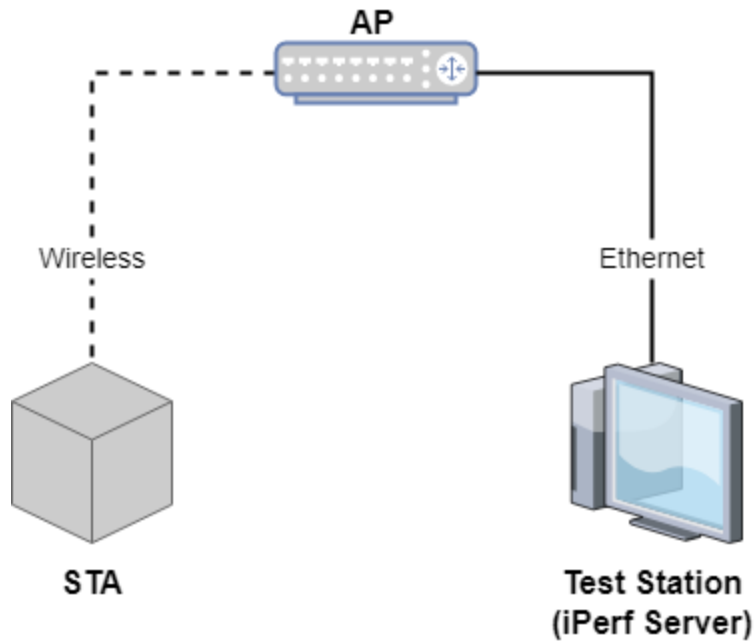 AP
Wireless
Ethernet
STA
Test Station
(iPerf Server)